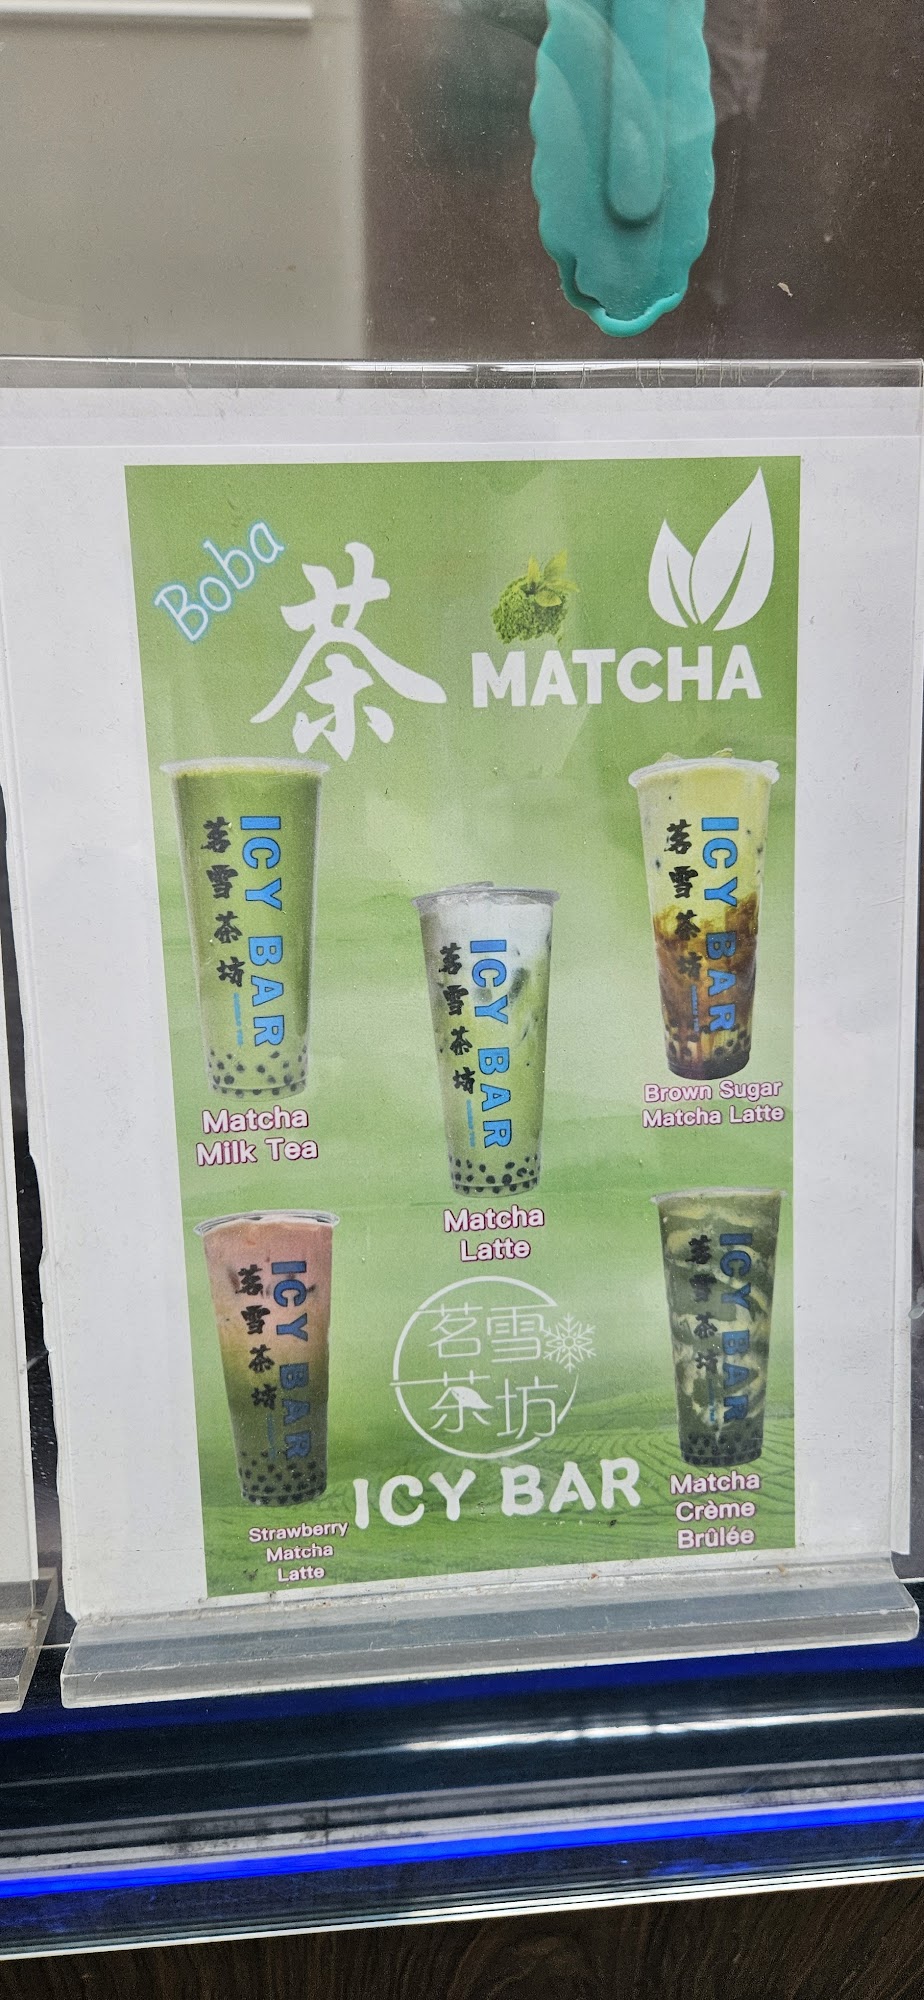 Boba
茶
MATCHA
茗雪茶坊
ICY BAR
Matcha
Milk Tea
茗雪茶坊
ICY BAR
Matcha
Latte
茗雪茶坊
ICY BAR
Brown Sugar
Matcha Latte
茗雪茶坊
ICY BAR
Strawberry
Matcha
Latte
茗雪
茶坊
ICY BAR
茗雪茶坊
ICY BAR
Matcha
Crème
Brûlée